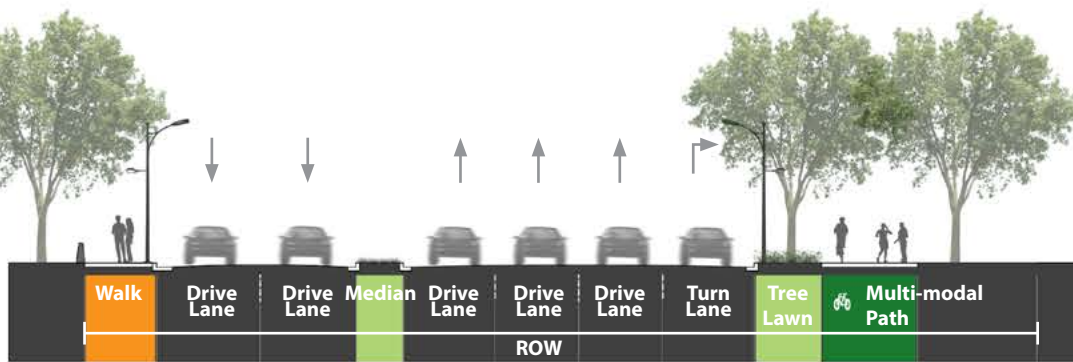 Walk
Drive
Lane
Drive
Lane
Median
Drive
Lane
Drive
Lane
Drive
Lane
Turn
Lane
Tree
Lawn
Multi-modal
Path
ROW